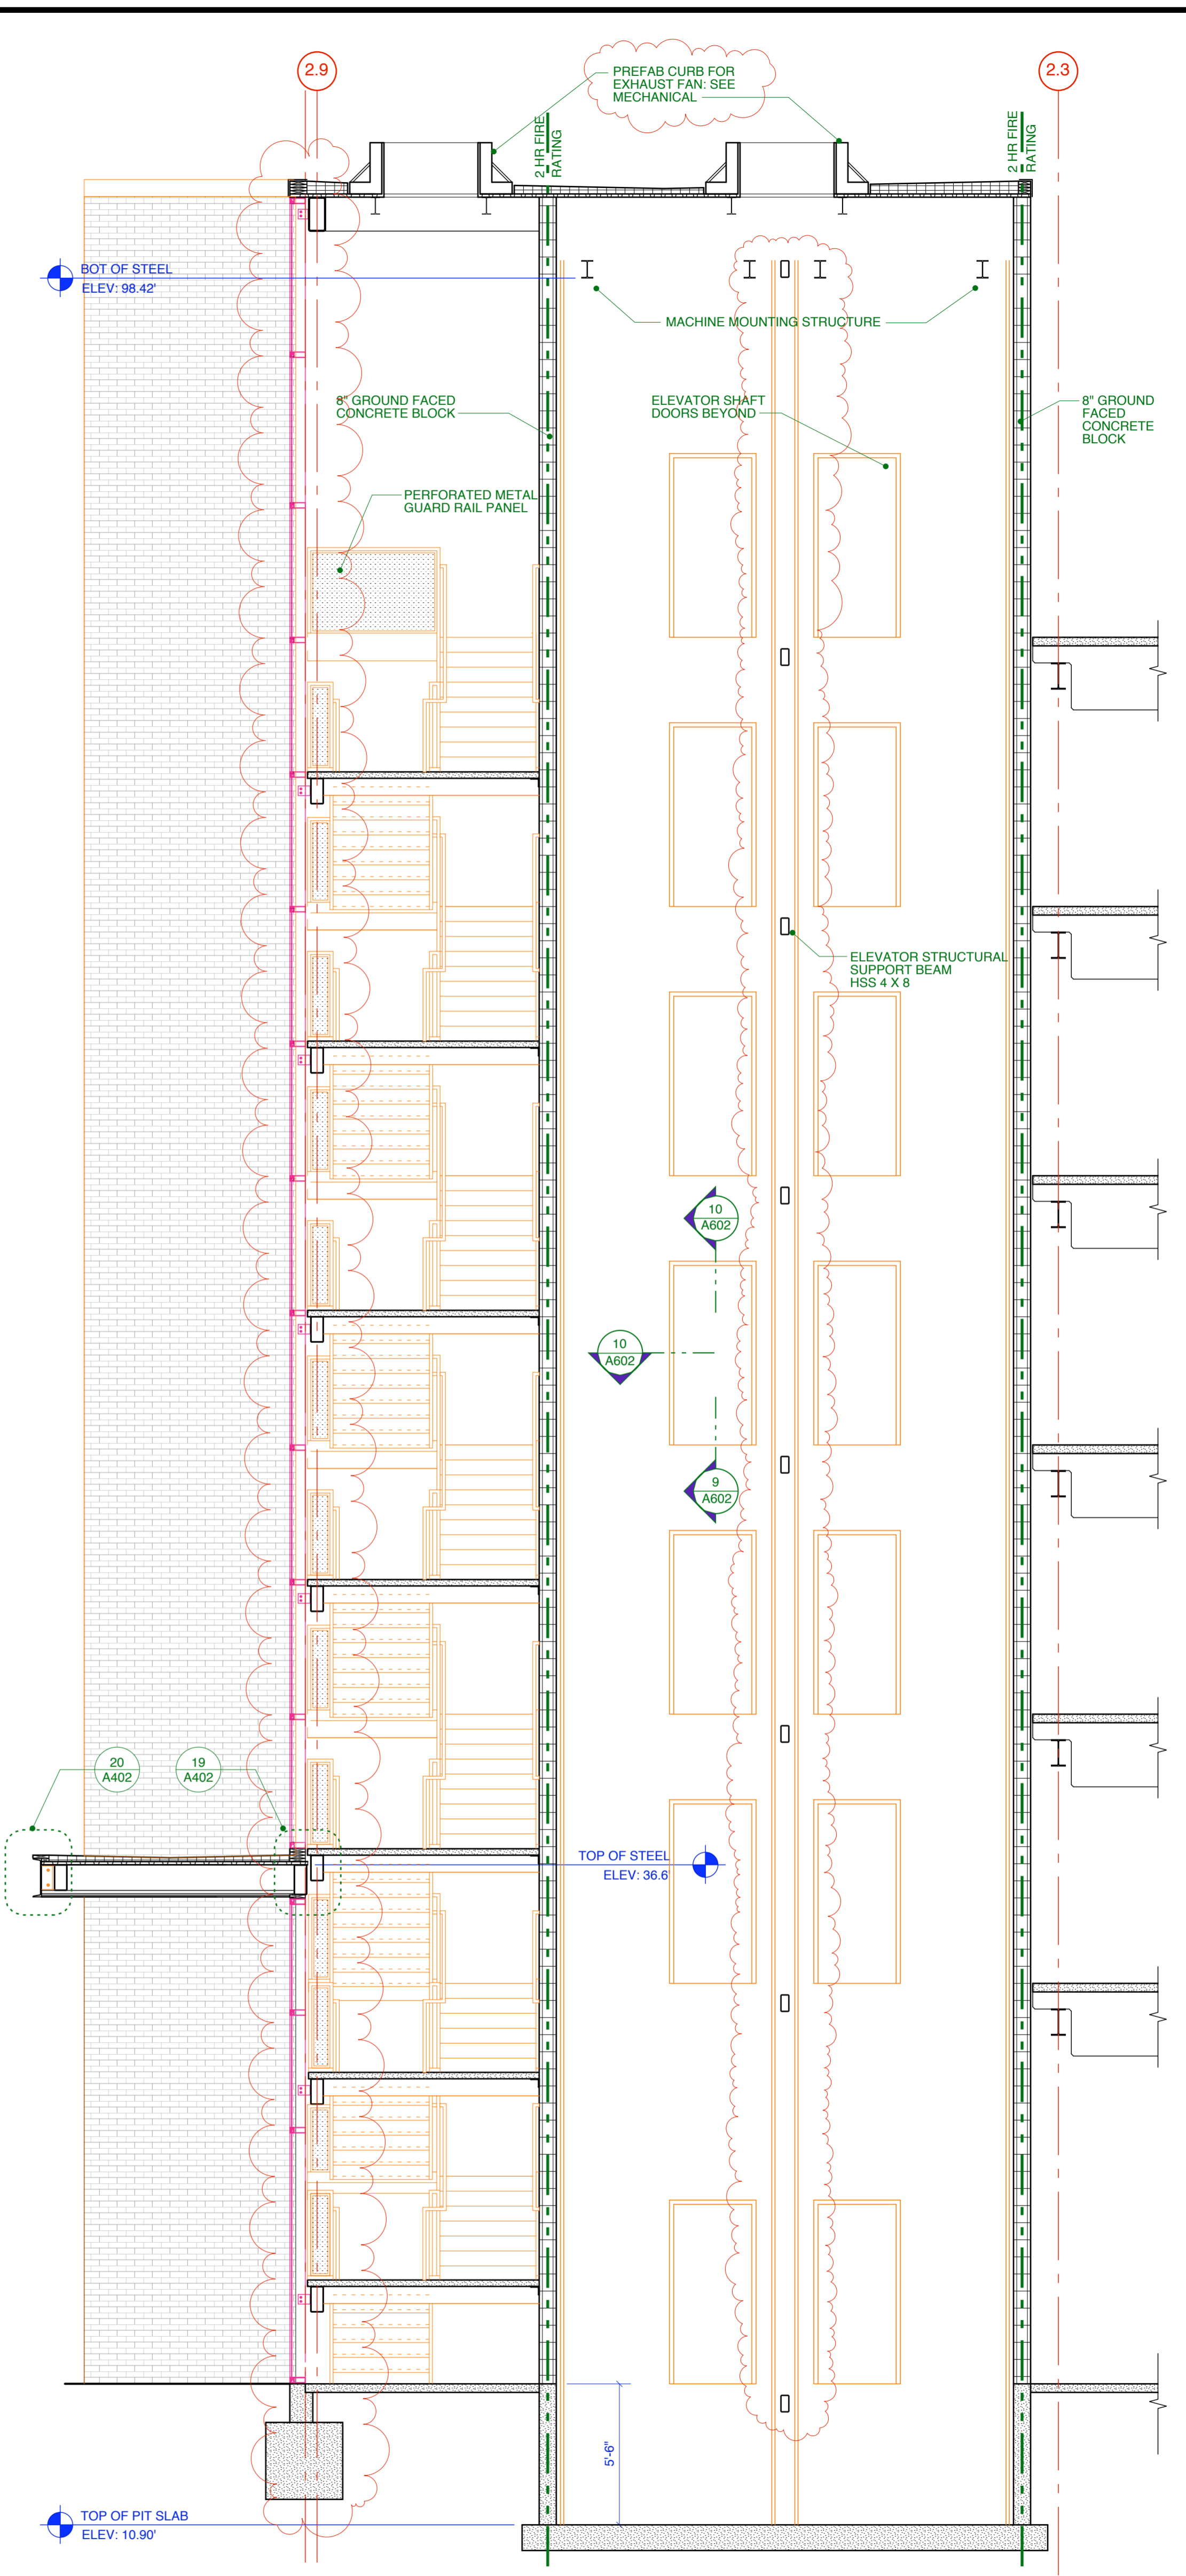 2.9
PREFAB CURB FOR
EXHAUST FAN: SEE
MECHANICAL
2.3
2 HR FIRE
RATING
2 HR FIRE
RATING
BOT OF STEEL
ELEV: 98.42'
MACHINE MOUNTING STRUCTURE
8" GROUND FACED
CONCRETE BLOCK
ELEVATOR SHAFT
DOORS BEYOND
8" GROUND
FACED
CONCRETE
BLOCK
PERFORATED METAL
GUARD RAIL PANEL
ELEVATOR STRUCTURAL
SUPPORT BEAM
HSS 4 X 8
10
A602
10
A602
9
A602
20
A402
19
A402
TOP OF STEEL
ELEV: 36.6'
5'-6"
TOP OF PIT SLAB
ELEV: 10.90'